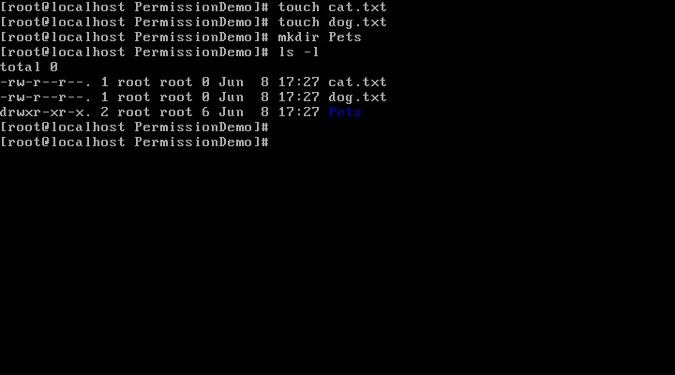 [root@localhost PermissionDemo]# touch cat.txt
[root@localhost PermissionDemo]# touch dog.txt
[root@localhost PermissionDemo]# mkdir Pets
[root@localhost PermissionDemo]# ls -l
total 0
-rw-r--r--. 1 root root 0 Jun  8 17:27 cat.txt
-rw-r--r--. 1 root root 0 Jun  8 17:27 dog.txt
drwxr-xr-x. 2 root root 6 Jun  8 17:27 Pets
[root@localhost PermissionDemo]#
[root@localhost PermissionDemo]#